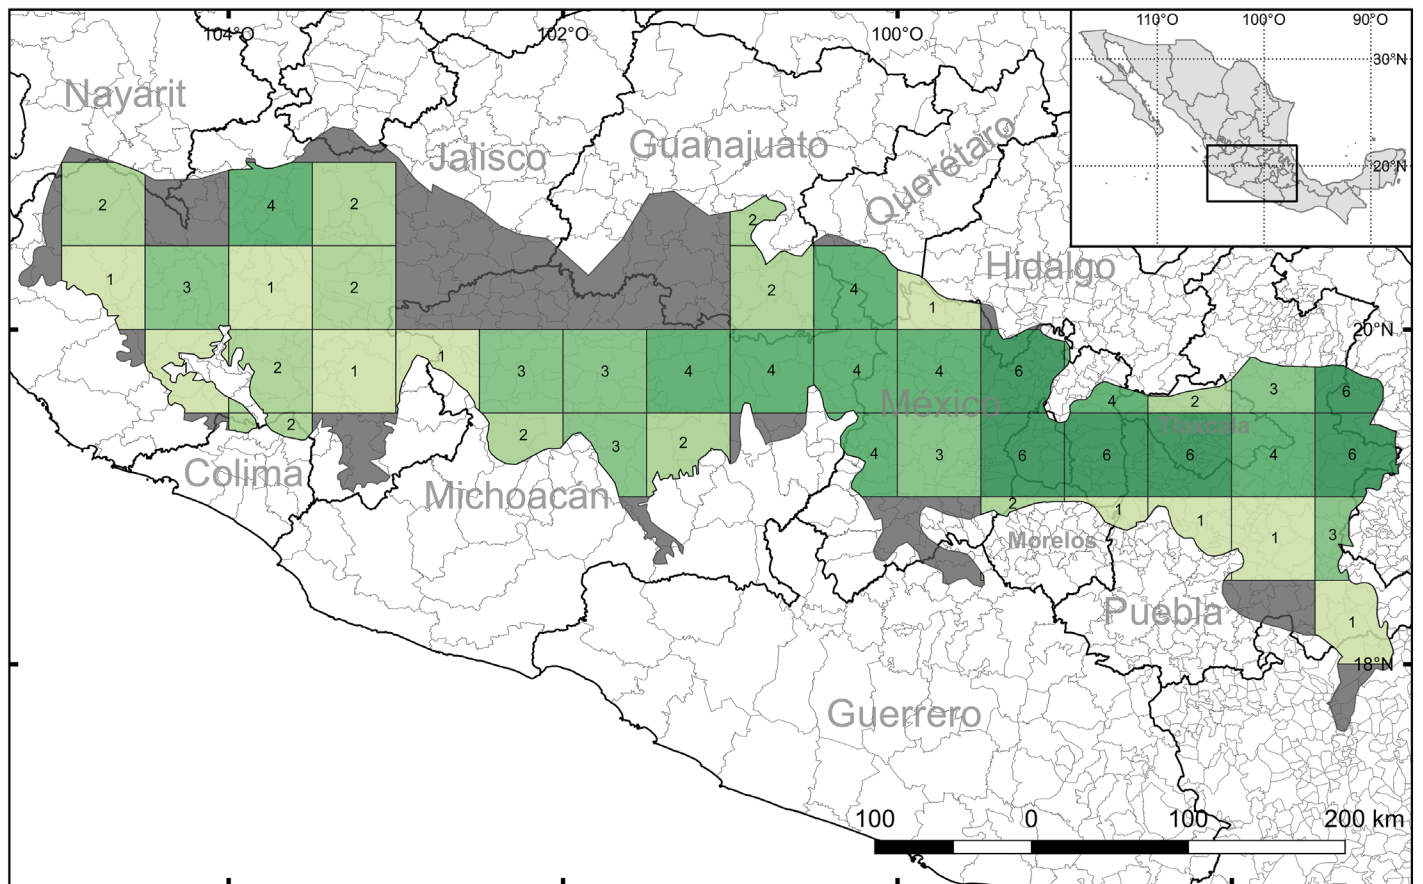 104°O 102°O 100°O
110°O 100°O 90°O
30°N
20°N
Nayarit
Jalisco
Guanajuato
Querétaro
Hidalgo
2 4 2 2
1 3 1 2 2 4 1
20°N
2 1 1 3 3 4 4 4 4 6 4 2 3 6
México
Tlaxcala
2 2 3 2 4 3 6 6 6 4 6
Colima
Michoacán
2 1 1 1 3
Morelos
Puebla
1
18°N
Guerrero
100 0 100 200 km